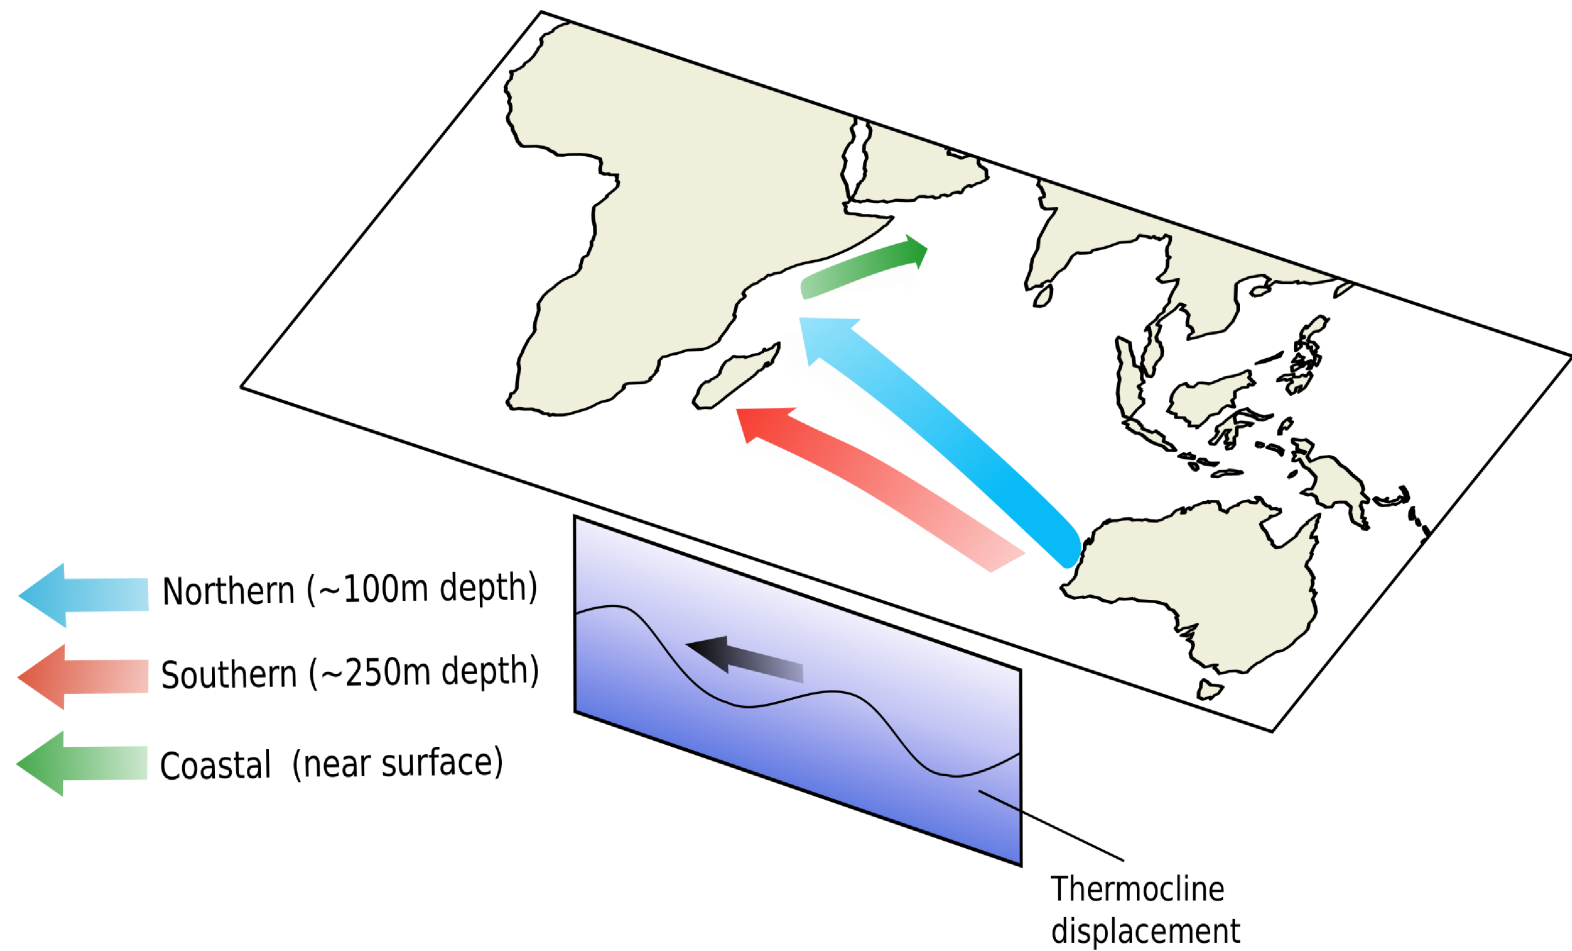 Northern (~100m depth)
Southern (~250m depth)
Coastal (near surface)
Thermocline
displacement